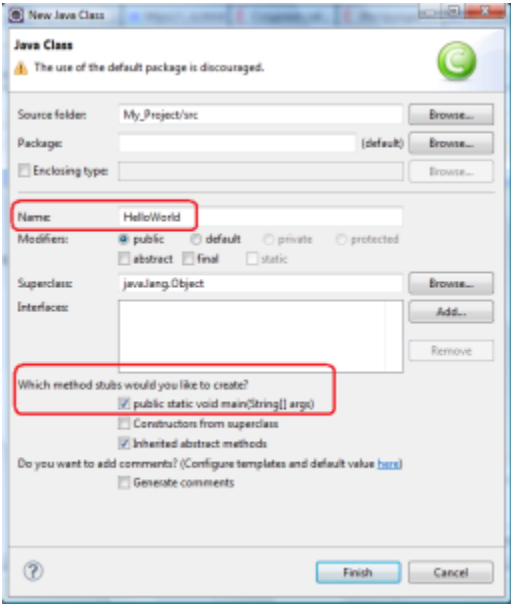 New Java Class
Java Class
The use of the default package is discouraged.
Source folder: My_Project/src Browse...
Package: (default) Browse...
Enclosing type: Browse...
Name: HelloWorld
Modifiers: public default private protected
abstract final static
Superclass: java.lang.Object Browse...
Interfaces: Add...
Remove
Which method stubs would you like to create?
public static void main(String[] args)
Constructors from superclass
Inherited abstract methods
Do you want to add comments? (Configure templates and default value here)
Generate comments
? Finish Cancel